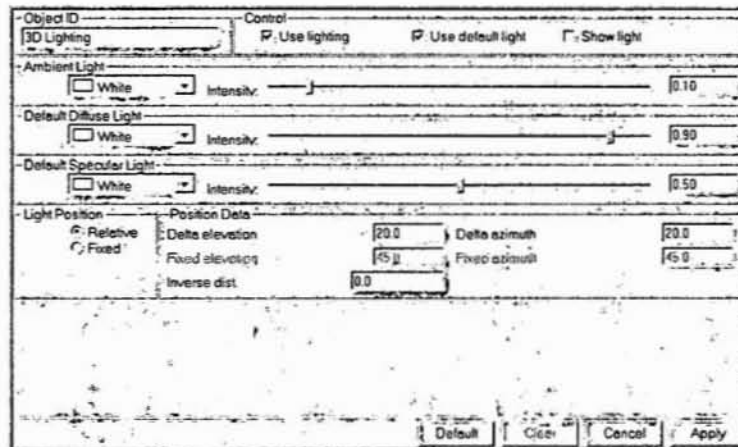 Object ID
Control
3D Lighting
Use lighting
Use default light
Show light
Ambient Light
White
Intensity:
0.10
Default Diffuse Light
White
Intensity:
0.90
Default Specular Light
White
Intensity:
0.50
Light Position
Position Data
Relative
Delta elevation
20.0
Delta azimuth
20.0
Fixed
Fixed elevation
45.0
Fixed azimuth
45.0
Inverse dist.
0.0
Default
Clear
Cancel
Apply